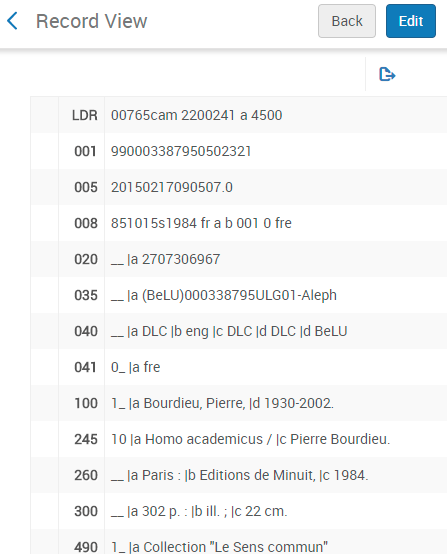 Record View Back Edit
LDR 00765cam 2200241 a 4500
001 990003387950502321
005 20150217090507.0
008 851015s1984 fr a b 001 0 fre
020 __ |a 2707306967
035 __ |a (BeLU)000338795ULG01-Aleph
040 __ |a DLC |b eng |c DLC |d DLC |d BeLU
041 0_ |a fre
100 1_ |a Bourdieu, Pierre, |d 1930-2002.
245 10 |a Homo academicus / |c Pierre Bourdieu.
260 __ |a Paris : |b Editions de Minuit, |c 1984.
300 __ |a 302 p. : |b ill. ; |c 22 cm.
490 1_ |a Collection "Le Sens commun"